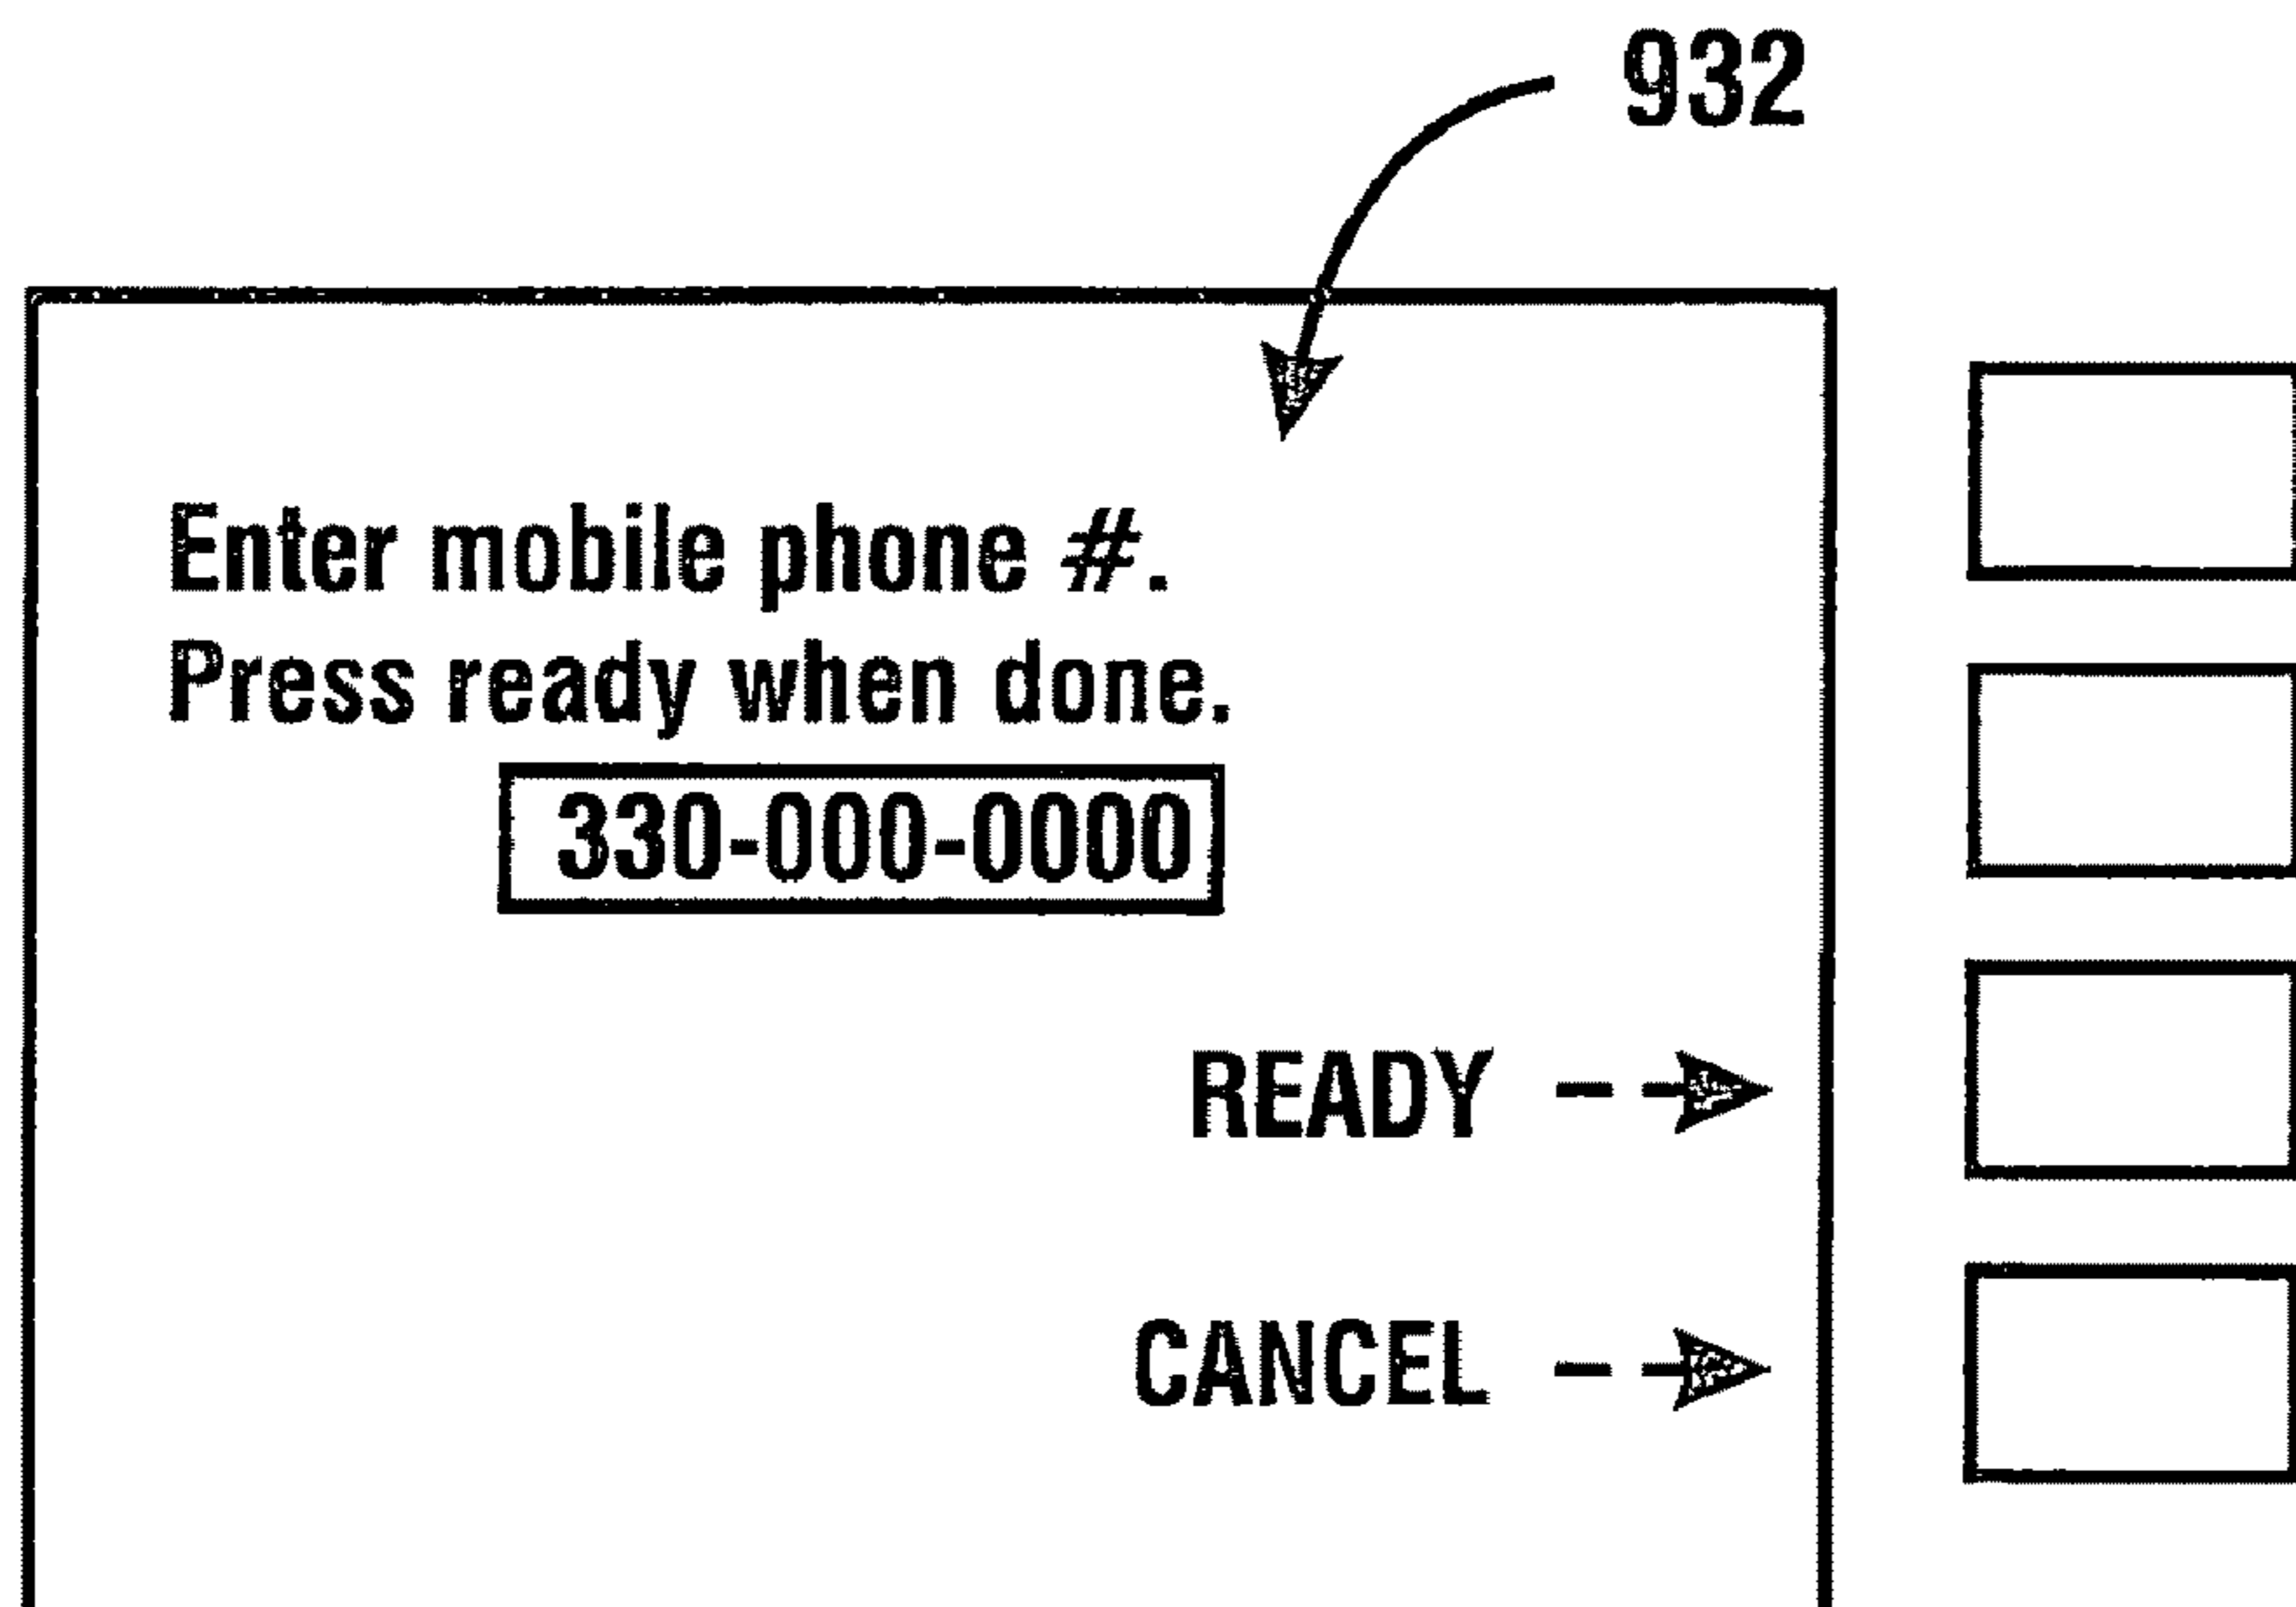 932
Enter mobile phone #.
Press ready when done.
330-000-0000
READY
CANCEL